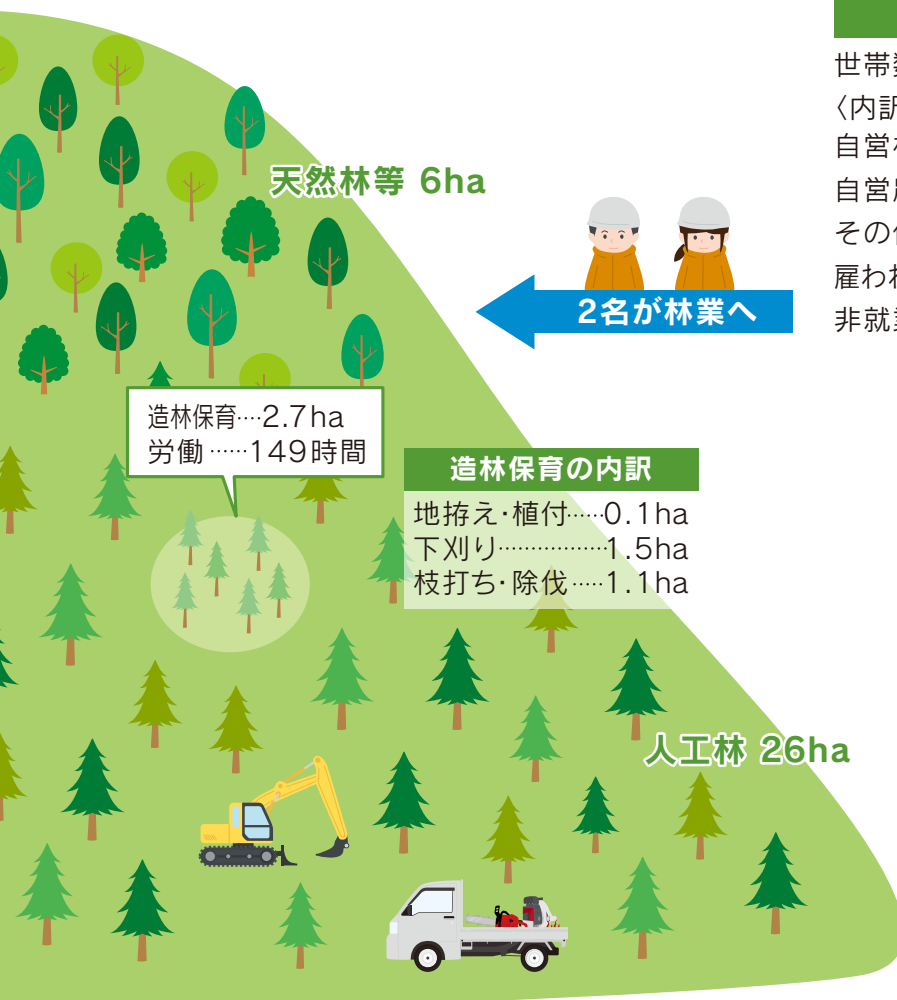 天然林等 6ha
2名が林業へ
造林保育‥‥2.7ha
労働‥‥‥149時間
造林保育の内訳
地拵え・植付‥‥‥0.1ha
下刈り‥‥‥‥‥‥‥‥1.5ha
枝打ち・除伐‥‥‥1.1ha
人工林 26ha
世帯
〈内訳
自営
自営
その
雇わ
非就